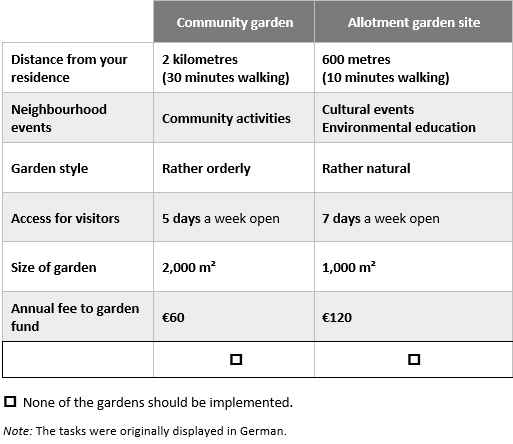 Community garden Allotment garden site
Distance from your residence 2 kilometres (30 minutes walking) 600 metres (10 minutes walking)
Neighbourhood events Community activities Cultural events Environmental education
Garden style Rather orderly Rather natural
Access for visitors 5 days a week open 7 days a week open
Size of garden 2,000 m² 1,000 m²
Annual fee to garden fund €60 €120
None of the gardens should be implemented.
Note: The tasks were originally displayed in German.